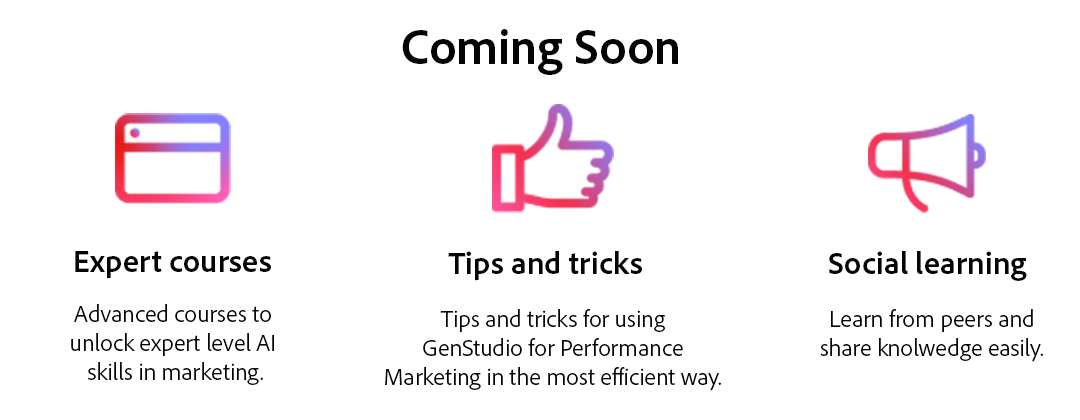 Coming Soon
Expert courses
Advanced courses to
unlock expert level AI
skills in marketing.
Tips and tricks
Tips and tricks for using
GenStudio for Performance
Marketing in the most efficient way.
Social learning
Learn from peers and
share knolwedge easily.